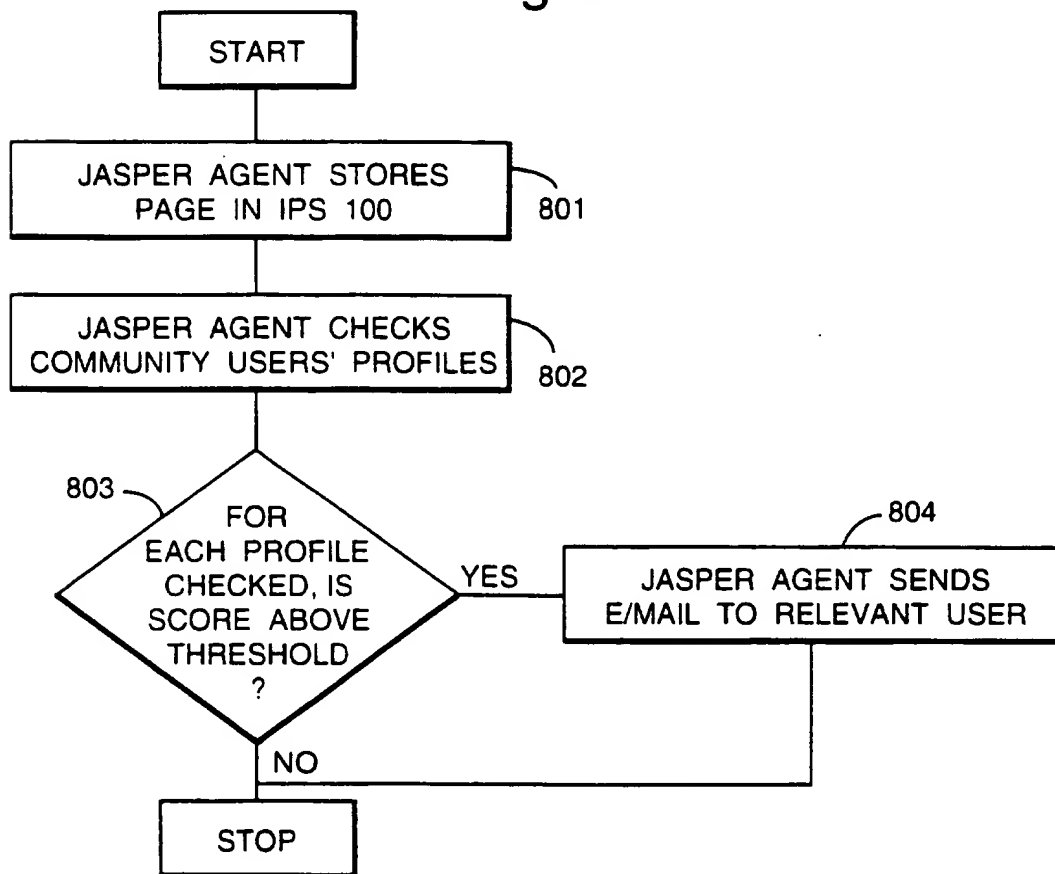 START
JASPER AGENT STORES
PAGE IN IPS 100
801
JASPER AGENT CHECKS
COMMUNITY USERS' PROFILES
802
803
FOR
EACH PROFILE
CHECKED, IS
SCORE ABOVE
THRESHOLD
?
YES
804
JASPER AGENT SENDS
E/MAIL TO RELEVANT USER
NO
STOP